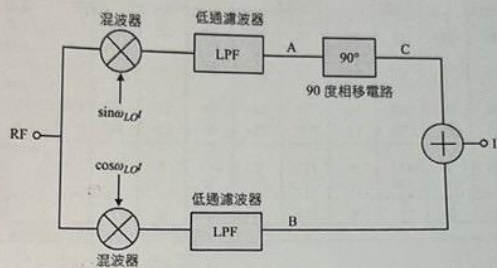 混波器
低通濾波器
LPF
A
90°
C
90 度相移電路
sinω_LO t
RF
I
cosω_LO t
低通濾波器
LPF
B
混波器